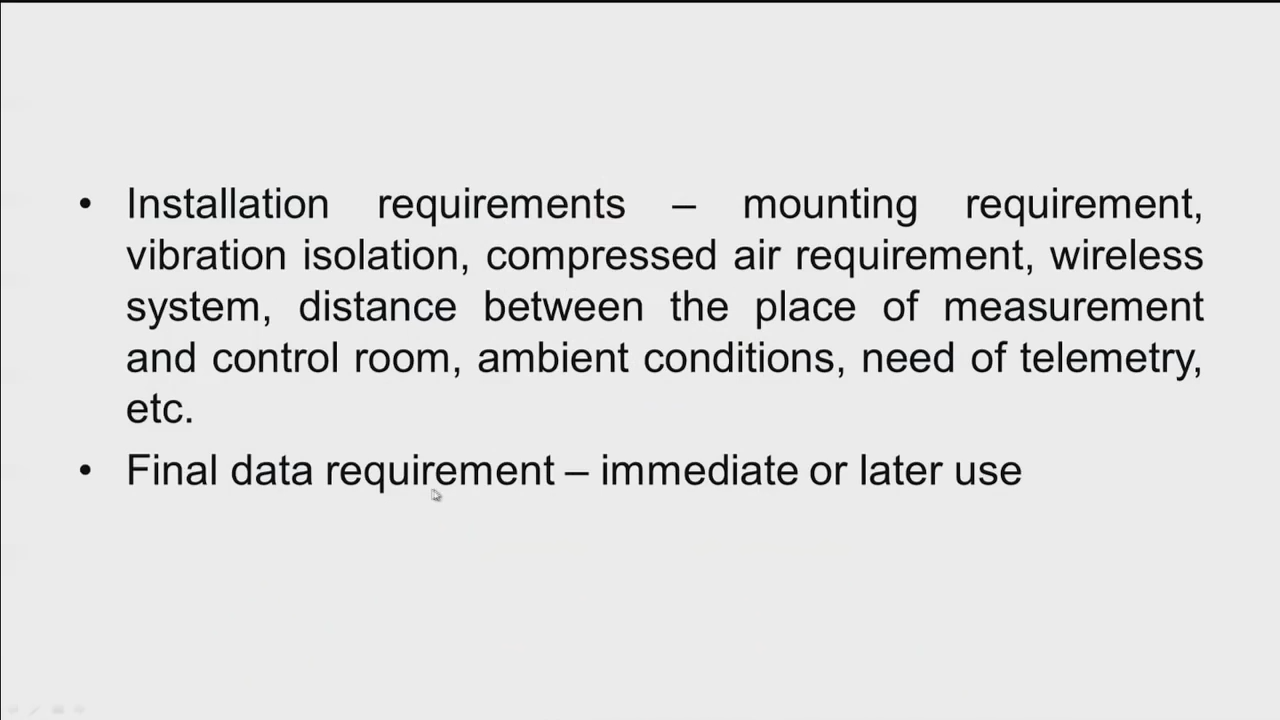 • Installation requirements – mounting requirement,
vibration isolation, compressed air requirement, wireless
system, distance between the place of measurement
and control room, ambient conditions, need of telemetry,
etc.
• Final data requirement – immediate or later use